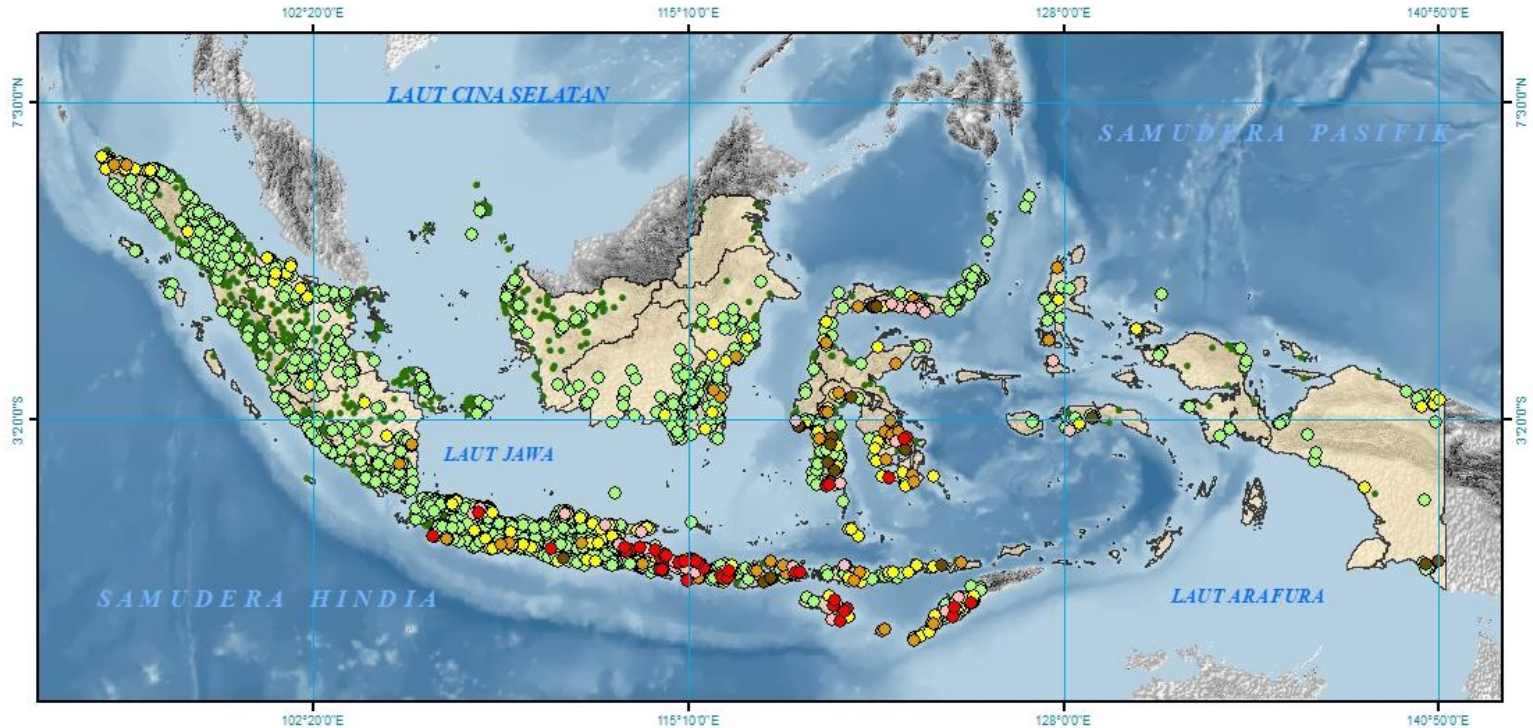 102°20'0"E
115°10'0"E
128°0'0"E
140°50'0"E
7°30'0"N
7°30'0"N
LAUT CINA SELATAN
SAMUDERA PASIFIK
3°20'0"S
3°20'0"S
LAUT JAWA
SAMUDERA HINDIA
LAUT ARAFURA
102°20'0"E
115°10'0"E
128°0'0"E
140°50'0"E